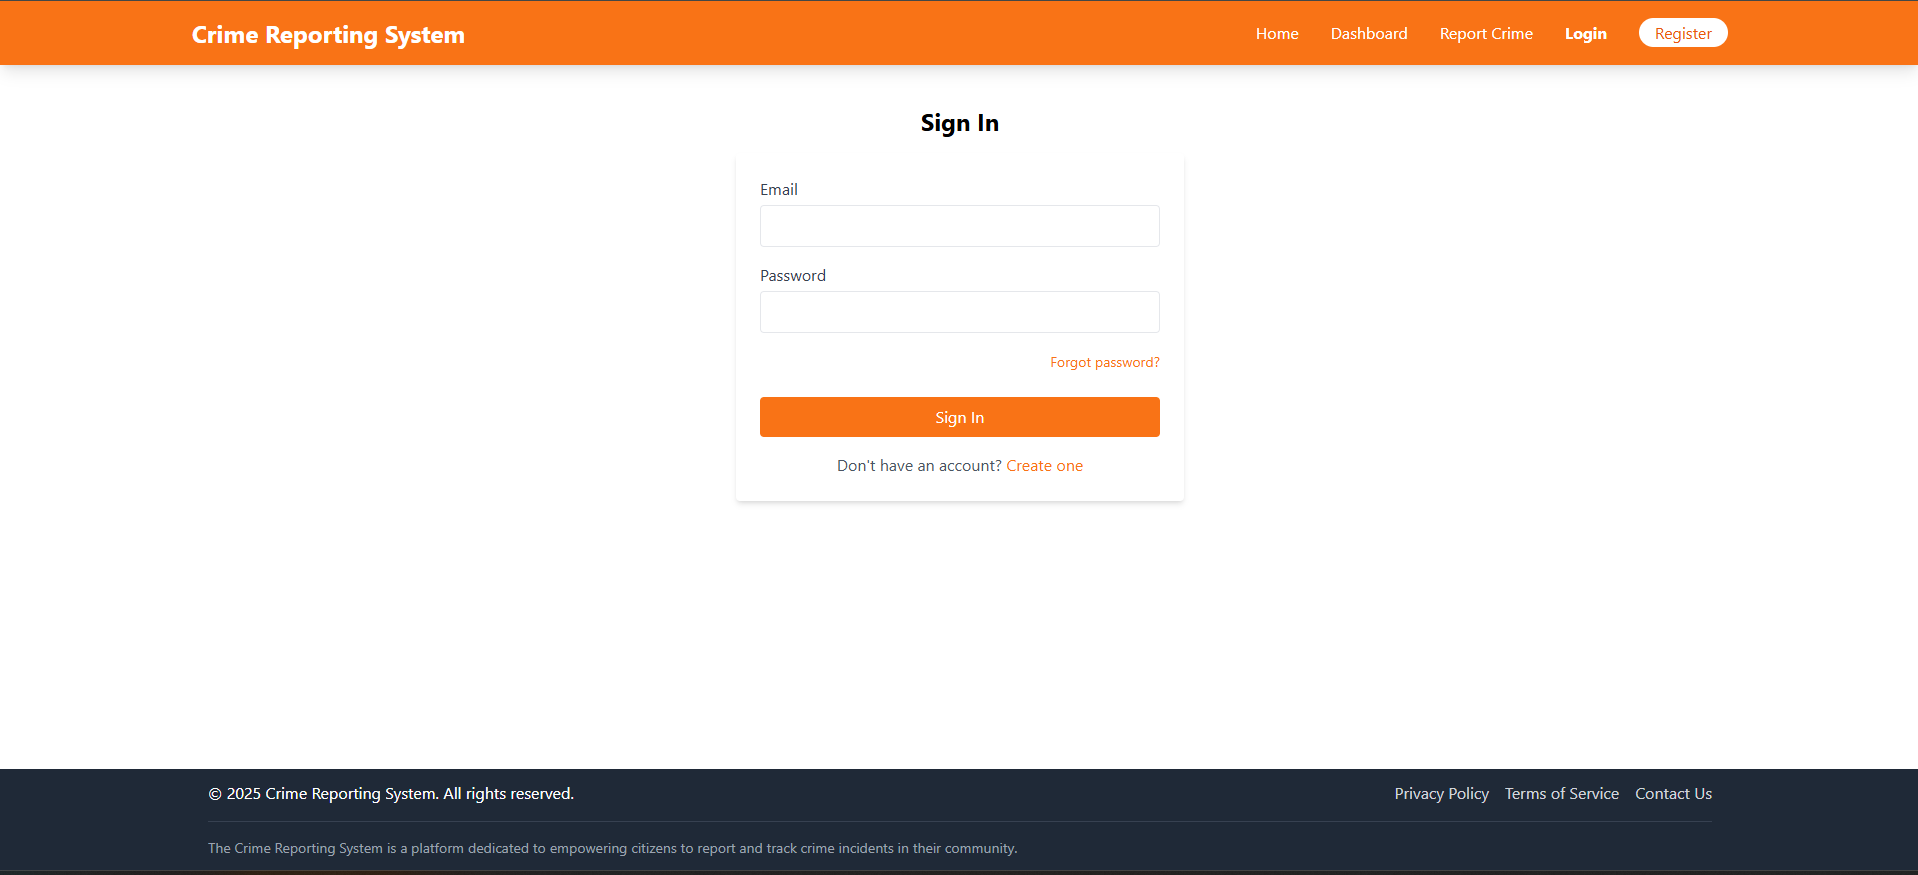 Crime Reporting System
Home Dashboard Report Crime Login Register
Sign In
Email
Password
Forgot password?
Sign In
Don't have an account? Create one
© 2025 Crime Reporting System. All rights reserved.
Privacy Policy Terms of Service Contact Us
The Crime Reporting System is a platform dedicated to empowering citizens to report and track crime incidents in their community.